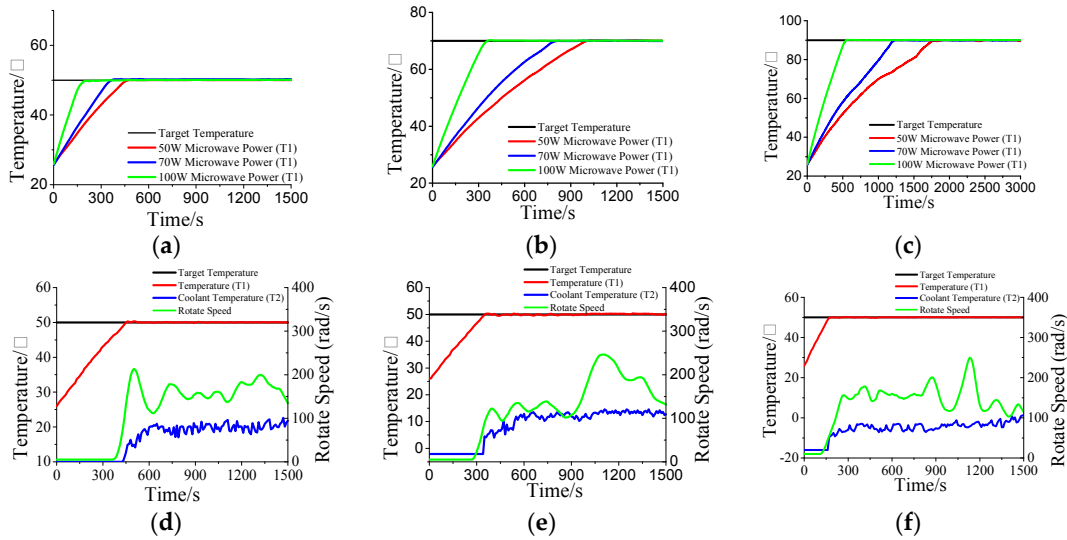 60
40
20
0 300 600 900 1200 1500
Temperature/□
Time/s
Target Temperature
50W Microwave Power (T1)
70W Microwave Power (T1)
100W Microwave Power (T1)
(a)
80
70
60
50
40
30
20
0 300 600 900 1200 1500
Temperature/□
Time/s
Target Temperature
50W Microwave Power (T1)
70W Microwave Power (T1)
100W Microwave Power (T1)
(b)
100
90
80
70
60
50
40
30
20
0 500 1000 1500 2000 2500 3000
Temperature/□
Time/s
Target Temperature
50W Microwave Power (T1)
70W Microwave Power (T1)
100W Microwave Power (T1)
(c)
Target Temperature
Temperature (T1)
Coolant Temperature (T2)
Rotate Speed
60
50
40
30
20
10
400
300
200
100
0
0 300 600 900 1200 1500
Temperature/□
Rotate Speed (rad/s)
Time/s
(d)
Target Temperature
Temperature (T1)
Coolant Temperature (T2)
Rotate Speed
60
50
40
30
20
10
0
400
300
200
100
0
0 300 600 900 1200 1500
Temperature/□
Rotate Speed (rad/s)
Time/s
(e)
Target Temperature
Temperature (T1)
Coolant Temperature (T2)
Rotate Speed
60
40
20
0
-20
400
300
200
100
0
0 300 600 900 1200 1500
Temperature/□
Rotate Speed (rad/s)
Time/s
(f)